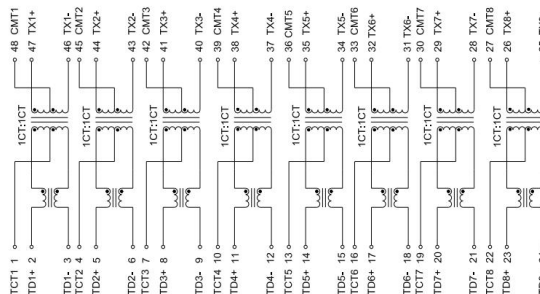 48 CMT1
47 TX1+
46 TX1-
45 CMT2
44 TX2+
43 TX2-
42 CMT3
41 TX3+
40 TX3-
39 CMT4
38 TX4+
37 TX4-
36 CMT5
35 TX5+
34 TX5-
33 CMT6
32 TX6+
31 TX6-
30 CMT7
29 TX7+
28 TX7-
27 CMT8
26 TX8+
1CT:1CT
1CT:1CT
1CT:1CT
1CT:1CT
1CT:1CT
1CT:1CT
1CT:1CT
1CT:1CT
TCT1 1
TD1+ 2
TD1- 3
TCT2 4
TD2+ 5
TD2- 6
TCT3 7
TD3+ 8
TD3- 9
TCT4 10
TD4+ 11
TD4- 12
TCT5 13
TD5+ 14
TD5- 15
TCT6 16
TD6+ 17
TD6- 18
TCT7 19
TD7+ 20
TD7- 21
TCT8 22
TD8+ 23